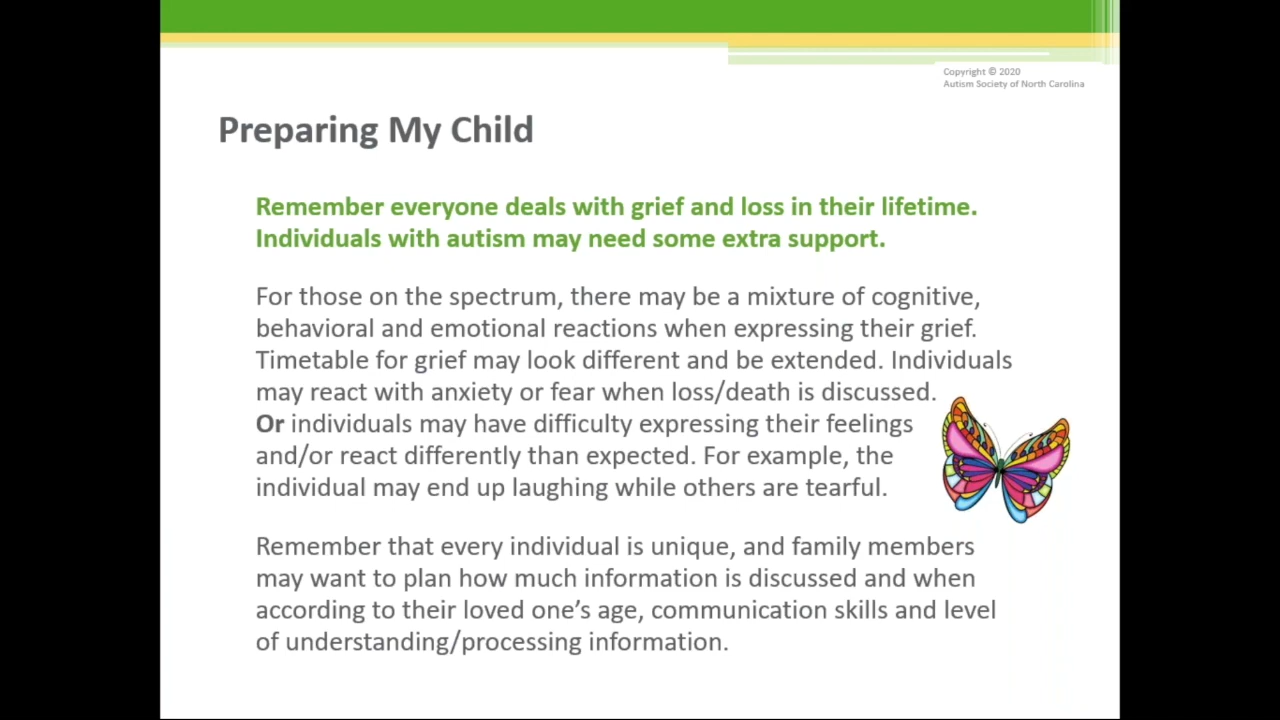 Copyright © 2020
Autism Society of North Carolina
Preparing My Child
Remember everyone deals with grief and loss in their lifetime.
Individuals with autism may need some extra support.
For those on the spectrum, there may be a mixture of cognitive,
behavioral and emotional reactions when expressing their grief.
Timetable for grief may look different and be extended. Individuals
may react with anxiety or fear when loss/death is discussed.
Or individuals may have difficulty expressing their feelings
and/or react differently than expected. For example, the
individual may end up laughing while others are tearful.
Remember that every individual is unique, and family members
may want to plan how much information is discussed and when
according to their loved one’s age, communication skills and level
of understanding/processing information.